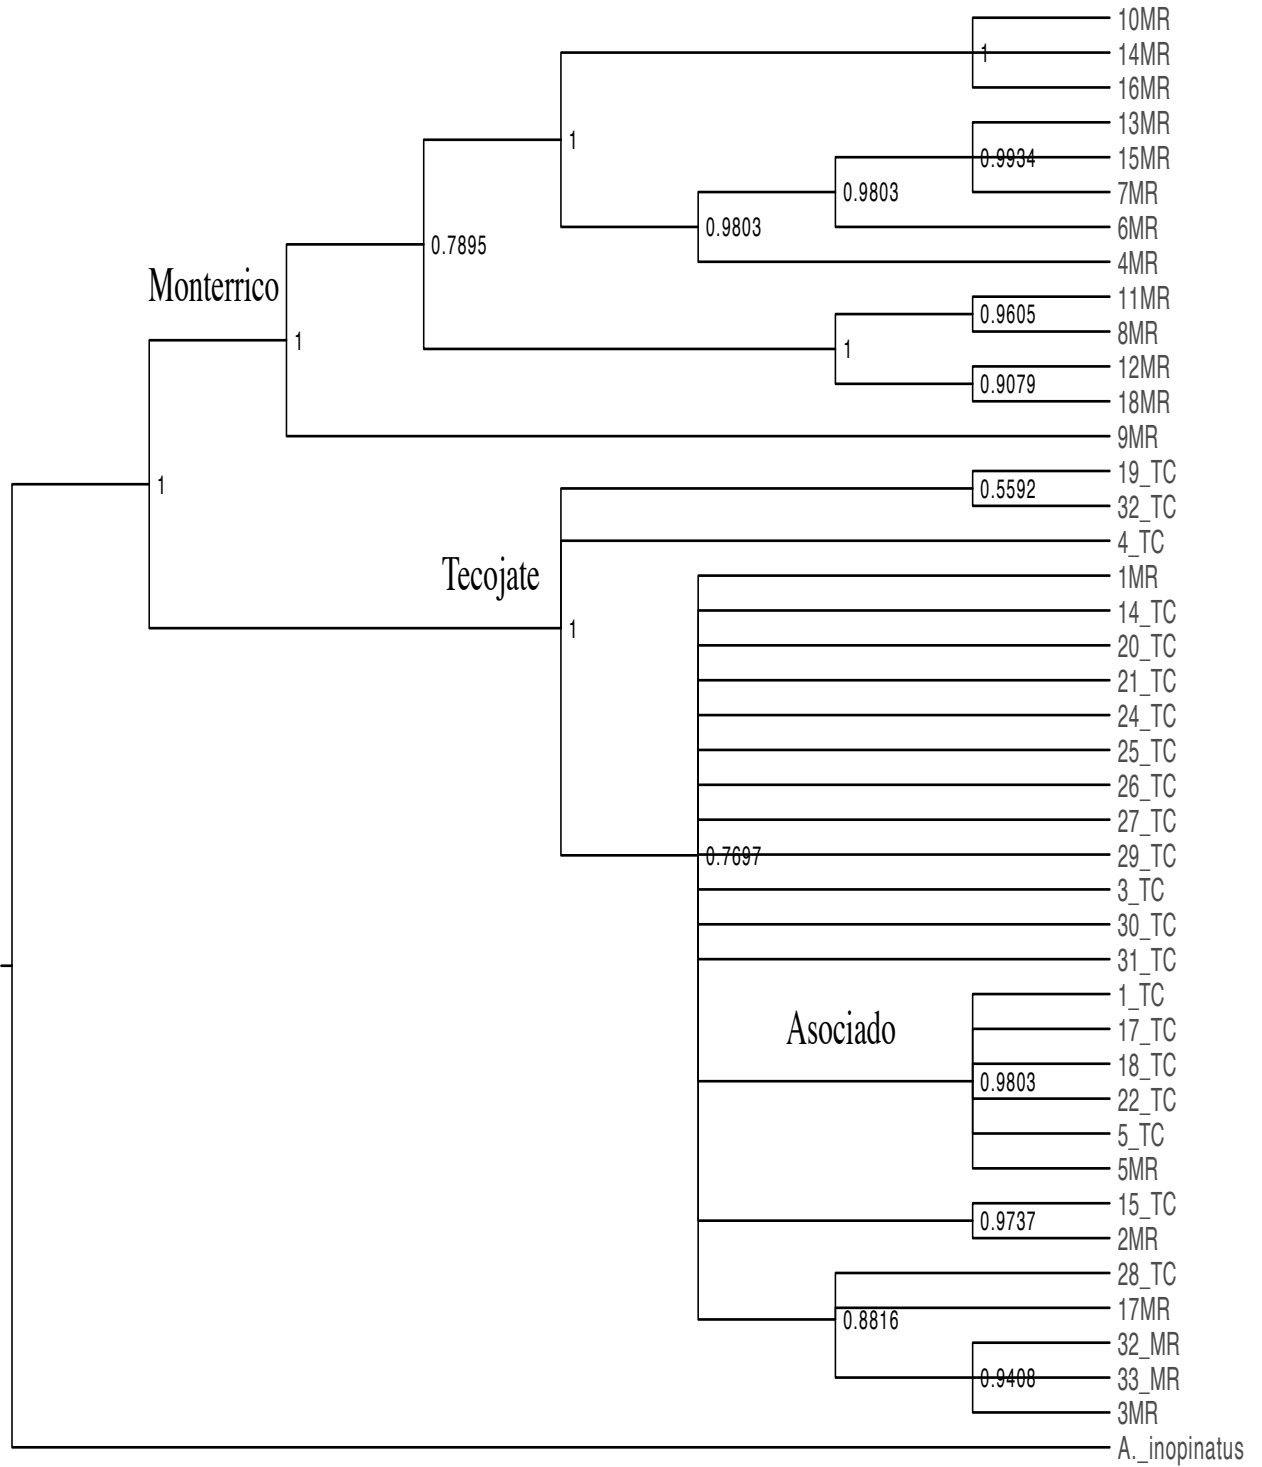 10MR
1
14MR
16MR
13MR
1
0.9934
15MR
0.9803
7MR
0.9803
6MR
0.7895
4MR
Monterrico
11MR
0.9605
8MR
1
1
12MR
0.9079
18MR
9MR
19_TC
1
0.5592
32_TC
4_TC
Tecojate
1MR
14_TC
1
20_TC
21_TC
24_TC
25_TC
26_TC
27_TC
0.7697
29_TC
3_TC
30_TC
31_TC
1_TC
Asociado
17_TC
18_TC
0.9803
22_TC
5_TC
5MR
15_TC
0.9737
2MR
28_TC
17MR
0.8816
32_MR
0.9408
33_MR
3MR
A._inopinatus